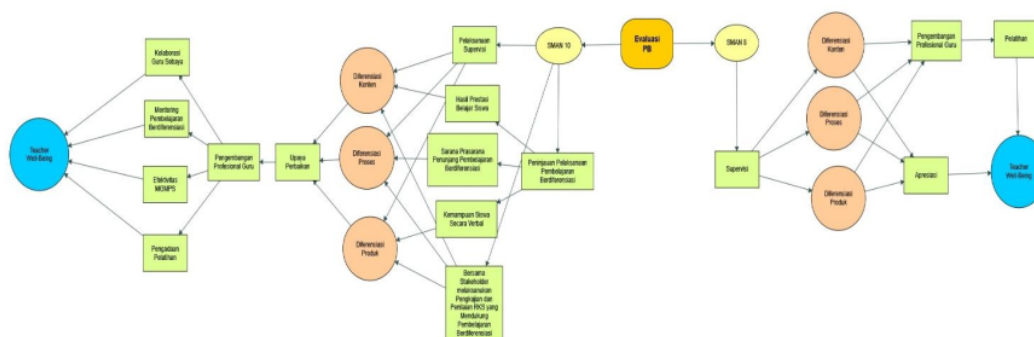 Kolaborasi
Guru Sebaya
Mentoring
Pembelajaran
Berdiferensiasi
Teacher
Well-Being
Efektivitas
MGMPS
Pengadaan
Pelatihan
Pengembangan
Profesional Guru
Upaya
Perbaikan
Diferensiasi
Konten
Diferensiasi
Proses
Diferensiasi
Produk
Pelaksanaan
Supervisi
Hasil Prestasi
Belajar Siswa
Sarana Prasarana
Penunjang Pembelajaran
Berdiferensiasi
Kemampuan Siswa
Secara Verbal
Bersama
Stakeholder
melaksanakan
Pengkajian dan
Penilaian RKS yang
Mendukung
Pembelajaran
Berdiferensiasi
SMAN 10
Peninjauan Pelaksanaan
Pembelajaran
Berdiferensiasi
Evaluasi
PB
SMAN 8
Supervisi
Diferensiasi
Konten
Diferensiasi
Proses
Diferensiasi
Produk
Pengembangan
Profesional Guru
Apresiasi
Pelatihan
Teacher
Well-Being